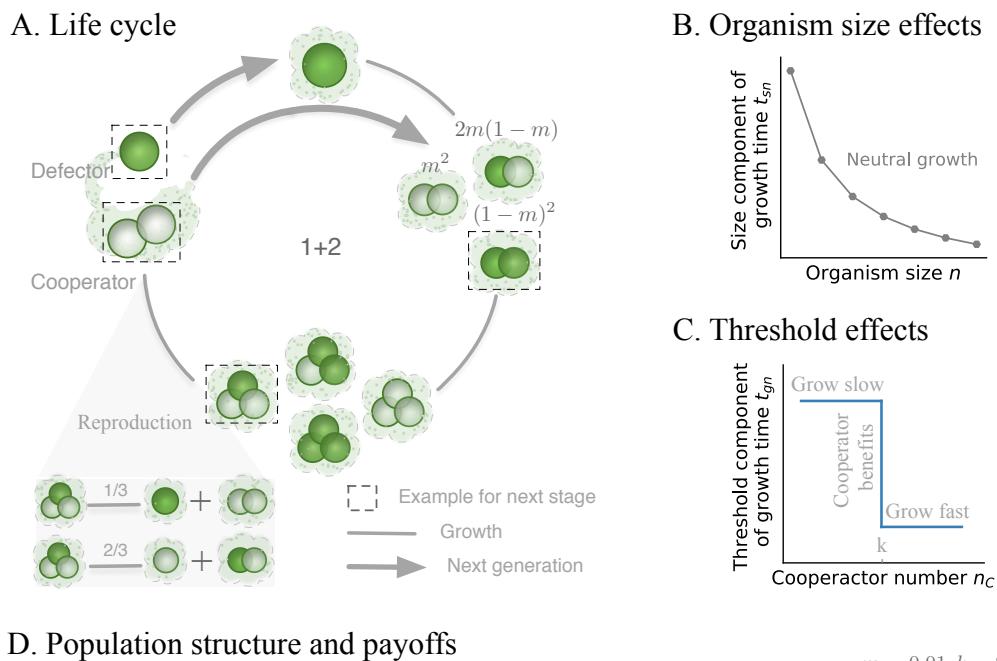 A. Life cycle
Defector
Cooperator
1+2
m²
2m(1 − m)
(1 − m)²
Reproduction
1/3
+
2/3
+
Example for next stage
Growth
Next generation
B. Organism size effects
Size component of
growth time tₛₙ
Neutral growth
Organism size n
C. Threshold effects
Threshold component
of growth time t_gn
Grow slow
Cooperator
benefits
Grow fast
k
Cooperactor number n_C
D. Population structure and payoffs